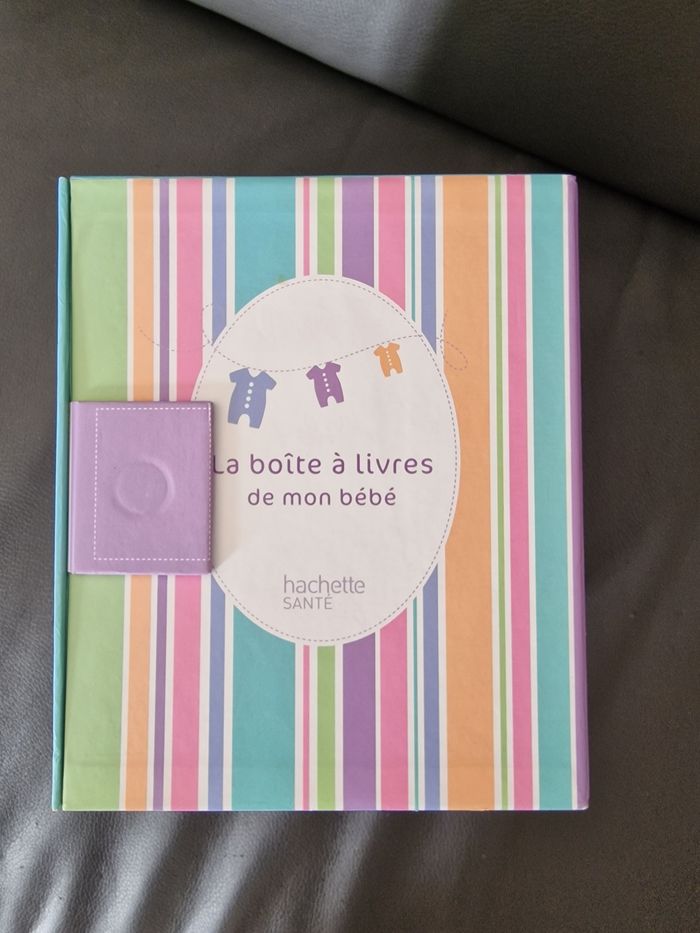 La boîte à livres
de mon bébé
hachette
SANTÉ